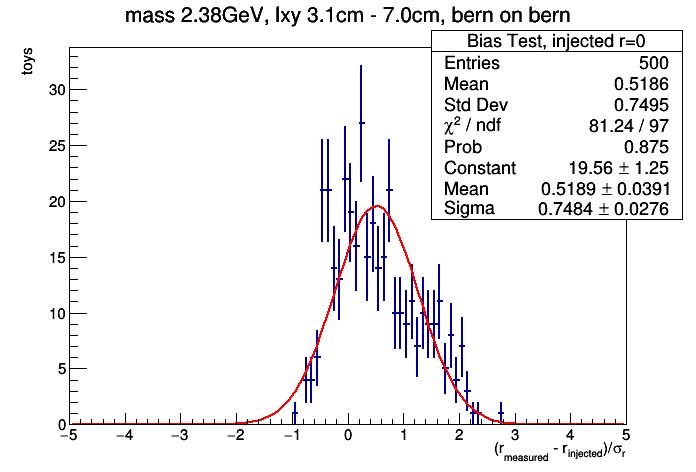 mass 2.38GeV, lxy 3.1cm - 7.0cm, bern on bern
Bias Test, injected r=0
Entries 500
Mean 0.5186
Std Dev 0.7495
χ² / ndf 81.24 / 97
Prob 0.875
Constant 19.56 ± 1.25
Mean 0.5189 ± 0.0391
Sigma 0.7484 ± 0.0276
toys
30
25
20
15
10
5
0
−5 −4 −3 −2 −1 0 1 2 3 4 5
(r_measured - r_injected)/σ_r